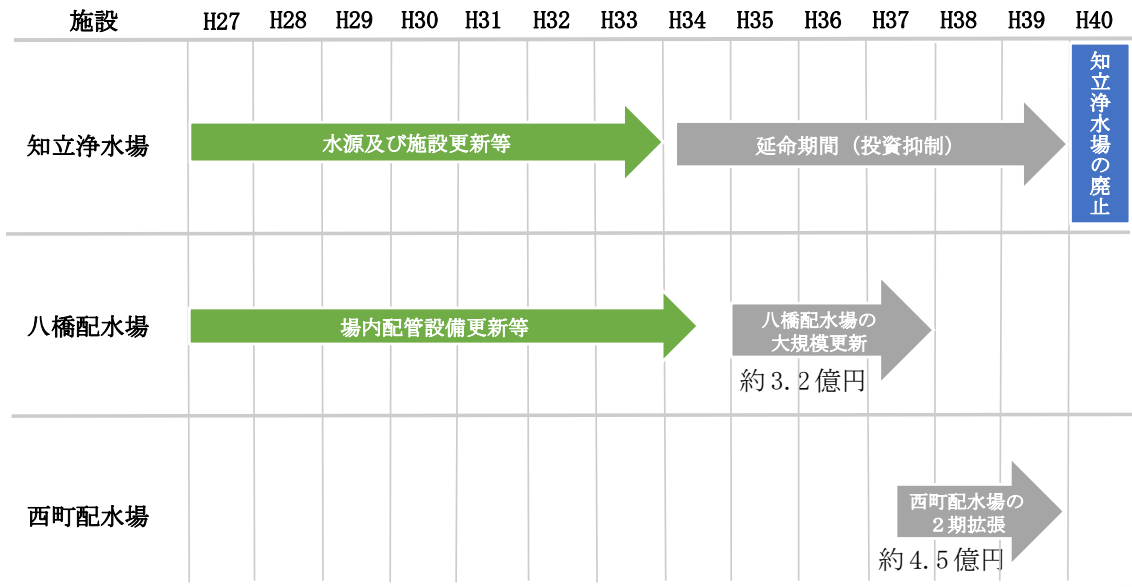 施設 H27 H28 H29 H30 H31 H32 H33 H34 H35 H36 H37 H38 H39 H40
知立浄水場
水源及び施設更新等
延命期間（投資抑制）
知立浄水場の廃止
八橋配水場
場内配管設備更新等
八橋配水場の
大規模更新
約3.2億円
西町配水場
西町配水場の
２期拡張
約4.5億円